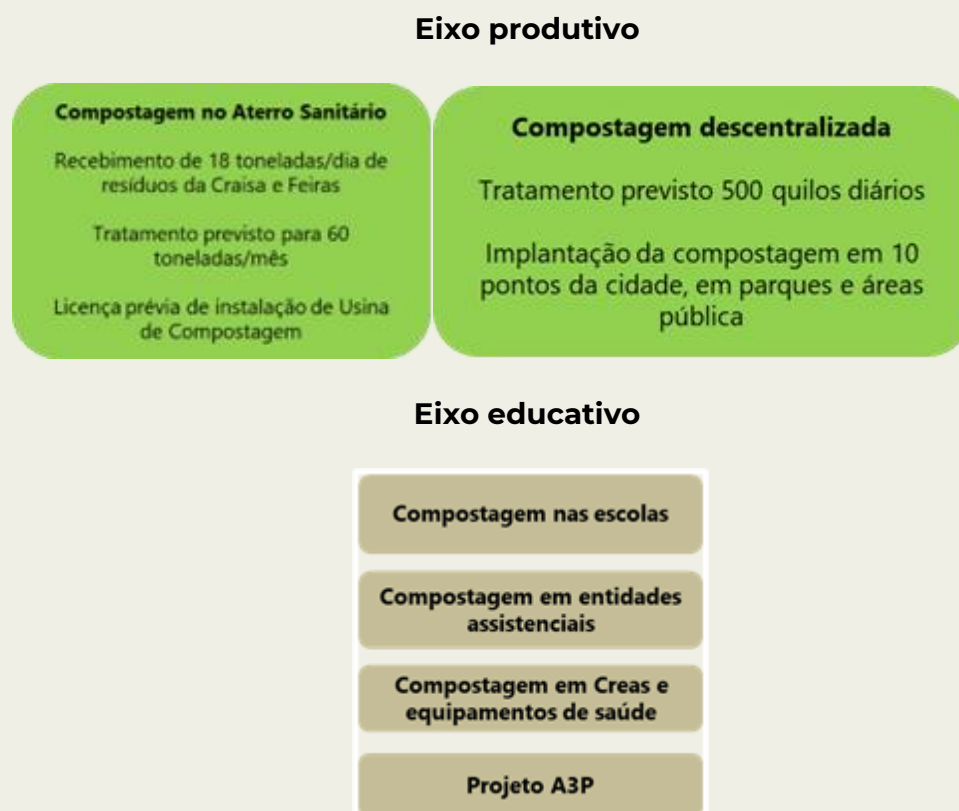 Eixo produtivo
Compostagem no Aterro Sanitário
Recebimento de 18 toneladas/dia de
resíduos da Craisa e Feiras
Tratamento previsto para 60
toneladas/mês
Licença prévia de instalação de Usina
de Compostagem
Compostagem descentralizada
Tratamento previsto 500 quilos diários
Implantação da compostagem em 10
pontos da cidade, em parques e áreas
pública
Eixo educativo
Compostagem nas escolas
Compostagem em entidades
assistenciais
Compostagem em Creas e
equipamentos de saúde
Projeto A3P